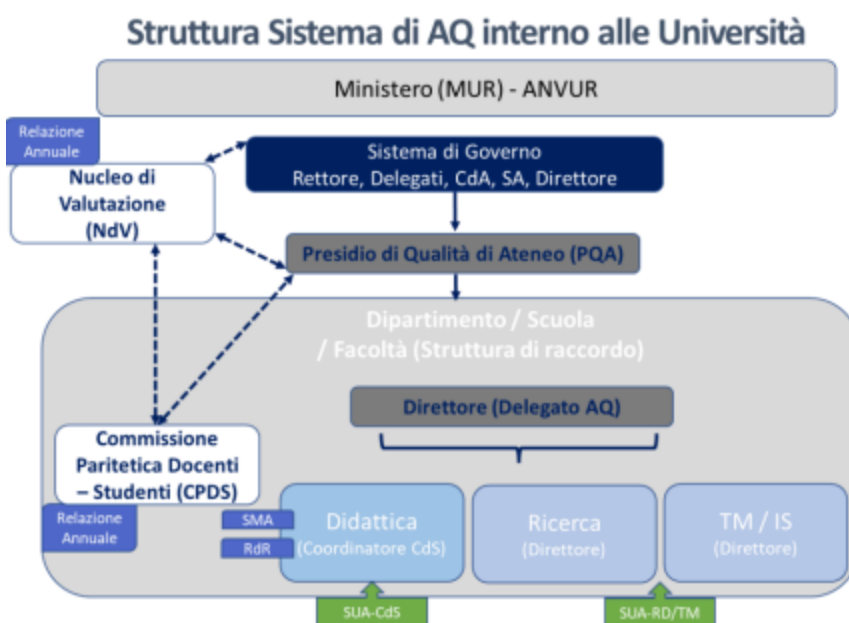 Struttura Sistema di AQ interno alle Università
Ministero (MUR) - ANVUR
Relazione
Annuale
Nucleo di
Valutazione
(NdV)
Sistema di Governo
Rettore, Delegati, CdA, SA, Direttore
Presidio di Qualità di Ateneo (PQA)
Dipartimento / Scuola
/ Facoltà (Struttura di raccordo)
Direttore (Delegato AQ)
Commissione
Paritetica Docenti
– Studenti (CPDS)
Relazione
Annuale
SMA
RdR
Didattica
(Coordinatore CdS)
Ricerca
(Direttore)
TM / IS
(Direttore)
SUA-CdS
SUA-RD/TM